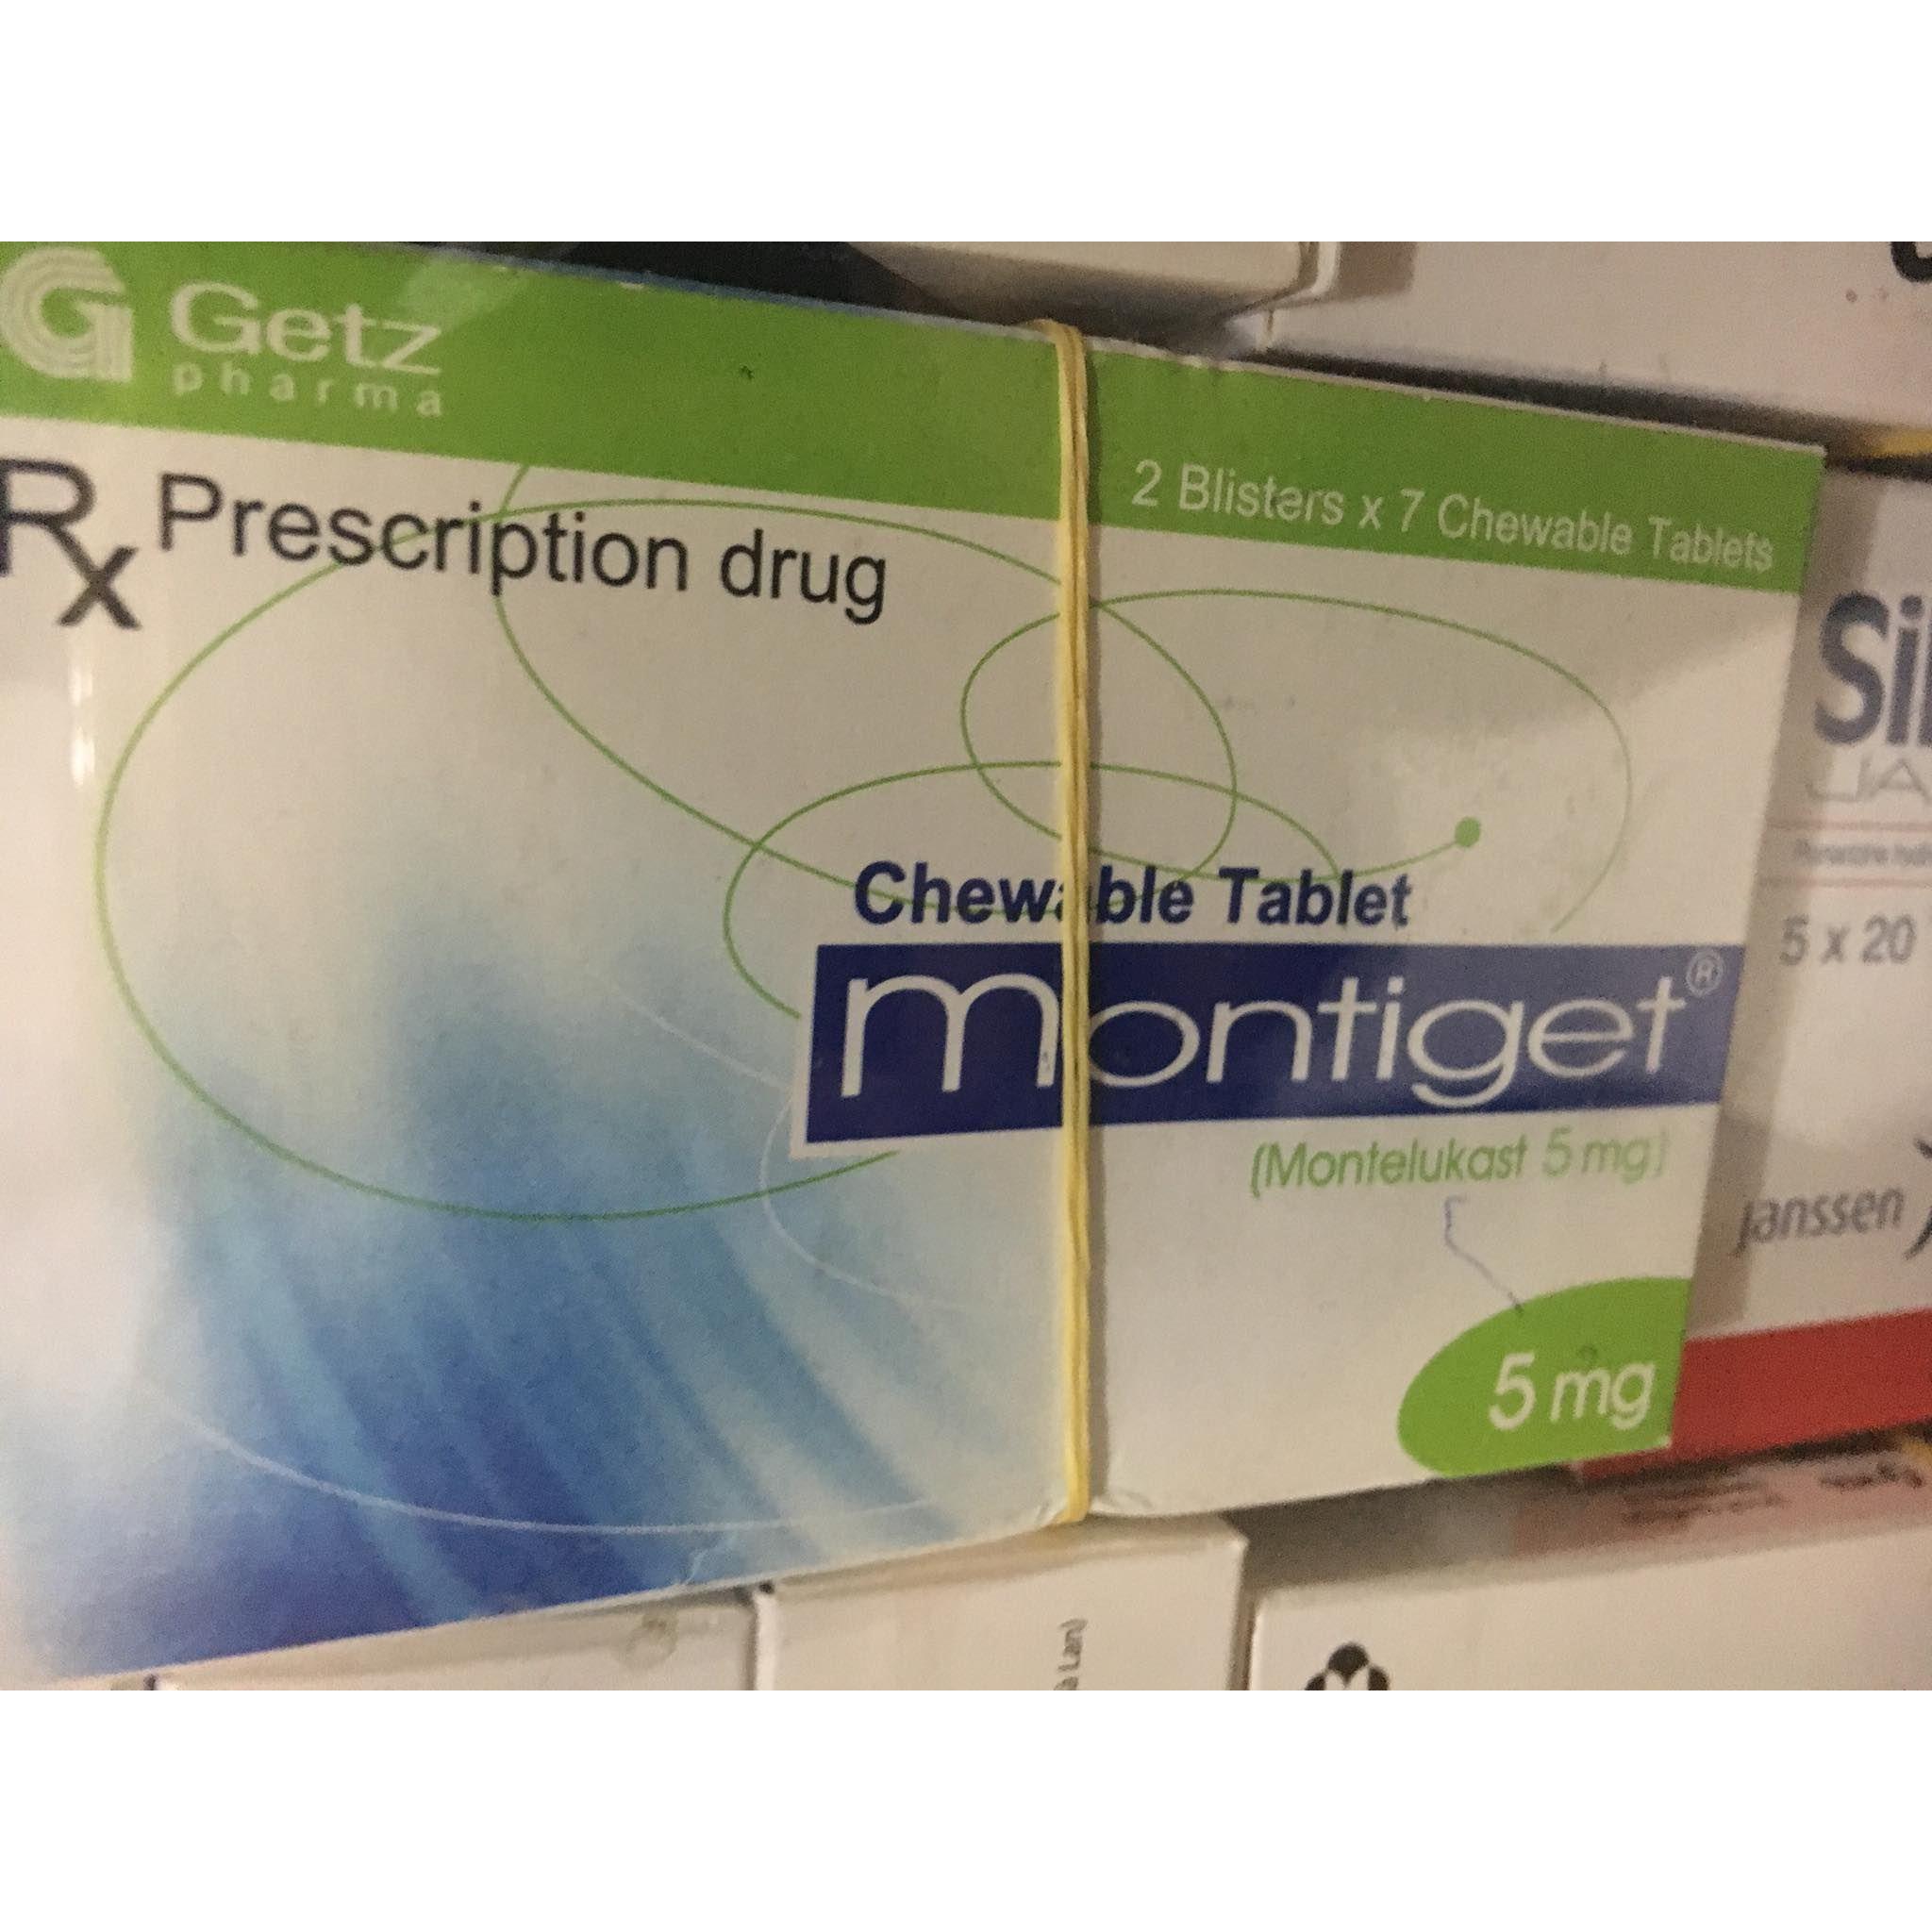 Getz
pharma
2 Blisters x 7 Chewable Tablets
Rx Prescription drug
Chewable Tablet
montiget®
(Montelukast 5 mg)
5 mg
5 x 20
janssen
Lan)